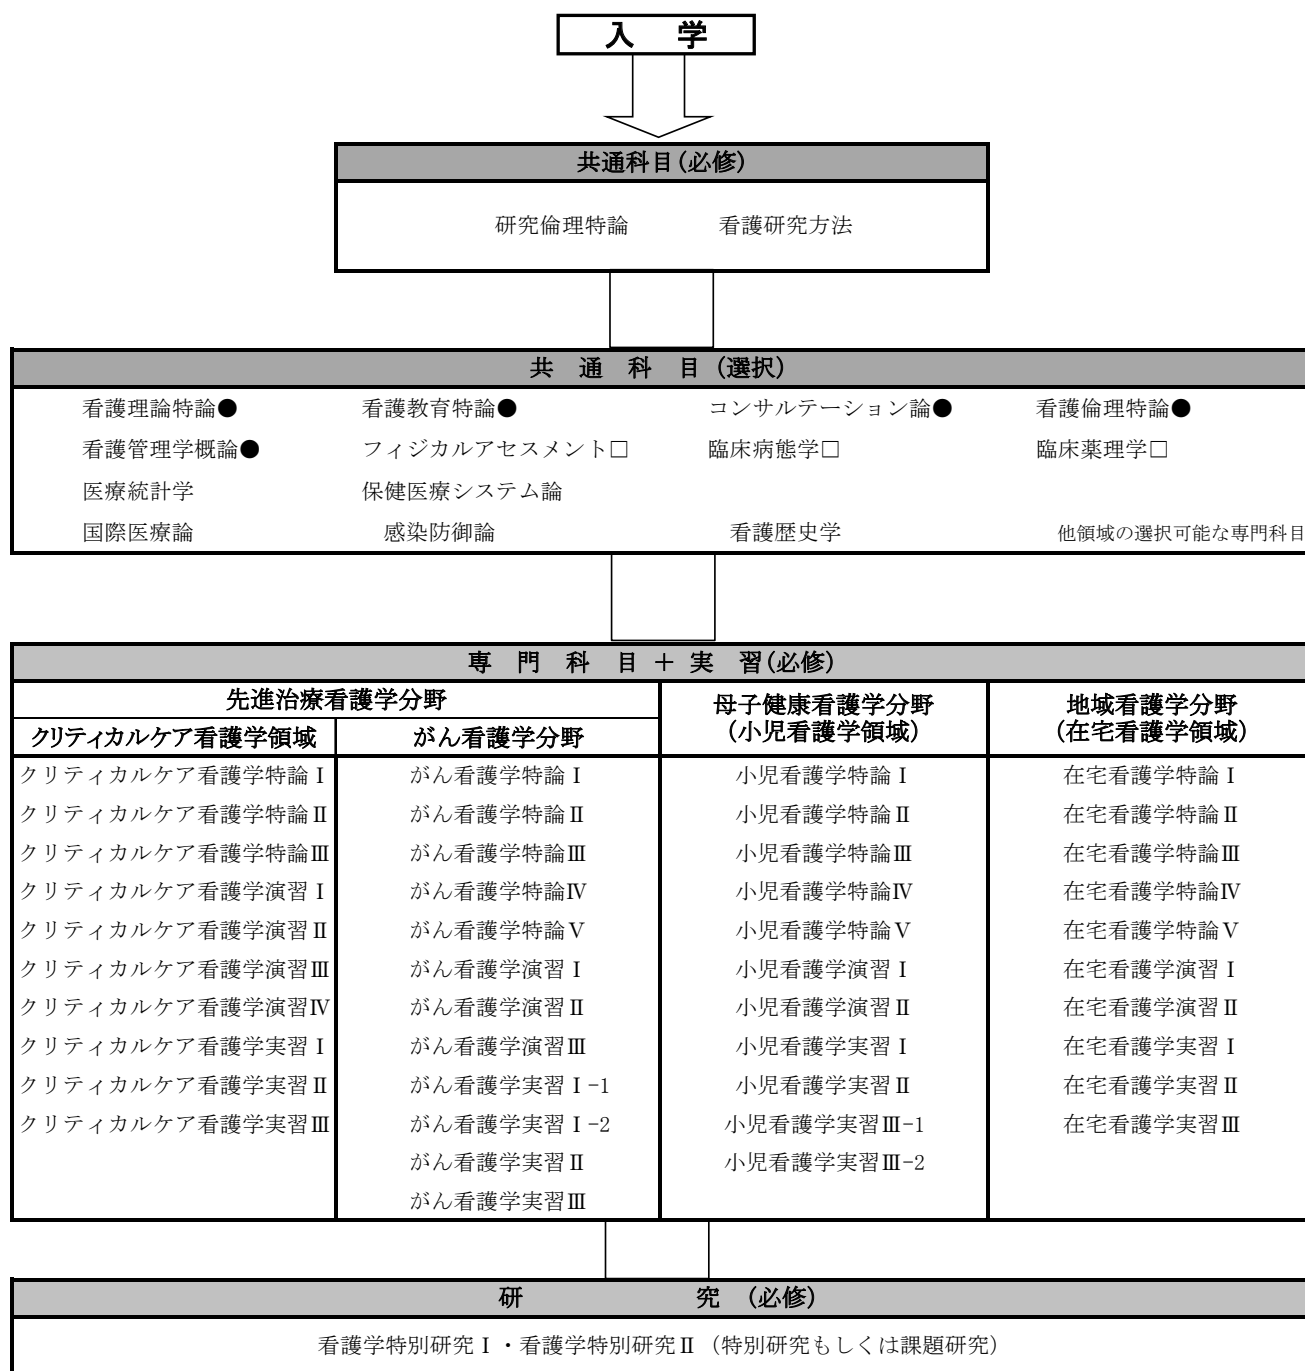 入　学
共通科目(必修)
研究倫理特論　看護研究方法
共　通　科　目（選択）
看護理論特論●　看護教育特論●　コンサルテーション論●　看護倫理特論●
看護管理学概論●　フィジカルアセスメント□　臨床病態学□　臨床薬理学□
医療統計学　保健医療システム論
国際医療論　感染防御論　看護歴史学　他領域の選択可能な専門科目
専　門　科　目＋実　習(必修)
先進治療看護学分野　母子健康看護学分野　地域看護学分野
クリティカルケア看護学領域　がん看護学分野　（小児看護学領域）　（在宅看護学領域）
クリティカルケア看護学特論Ⅰ　がん看護学特論Ⅰ　小児看護学特論Ⅰ　在宅看護学特論Ⅰ
クリティカルケア看護学特論Ⅱ　がん看護学特論Ⅱ　小児看護学特論Ⅱ　在宅看護学特論Ⅱ
クリティカルケア看護学特論Ⅲ　がん看護学特論Ⅲ　小児看護学特論Ⅲ　在宅看護学特論Ⅲ
クリティカルケア看護学演習Ⅰ　がん看護学特論Ⅳ　小児看護学特論Ⅳ　在宅看護学特論Ⅳ
クリティカルケア看護学演習Ⅱ　がん看護学特論Ⅴ　小児看護学特論Ⅴ　在宅看護学特論Ⅴ
クリティカルケア看護学演習Ⅲ　がん看護学演習Ⅰ　小児看護学演習Ⅰ　在宅看護学演習Ⅰ
クリティカルケア看護学演習Ⅳ　がん看護学演習Ⅱ　小児看護学演習Ⅱ　在宅看護学演習Ⅱ
クリティカルケア看護学実習Ⅰ　がん看護学演習Ⅲ　小児看護学実習Ⅰ　在宅看護学実習Ⅰ
クリティカルケア看護学実習Ⅱ　がん看護学実習Ⅰ-1　小児看護学実習Ⅱ　在宅看護学実習Ⅱ
クリティカルケア看護学実習Ⅲ　がん看護学実習Ⅰ-2　小児看護学実習Ⅲ-1　在宅看護学実習Ⅲ
がん看護学実習Ⅱ　小児看護学実習Ⅲ-2
がん看護学実習Ⅲ
研　究　（必修）
看護学特別研究Ⅰ・看護学特別研究Ⅱ（特別研究もしくは課題研究）